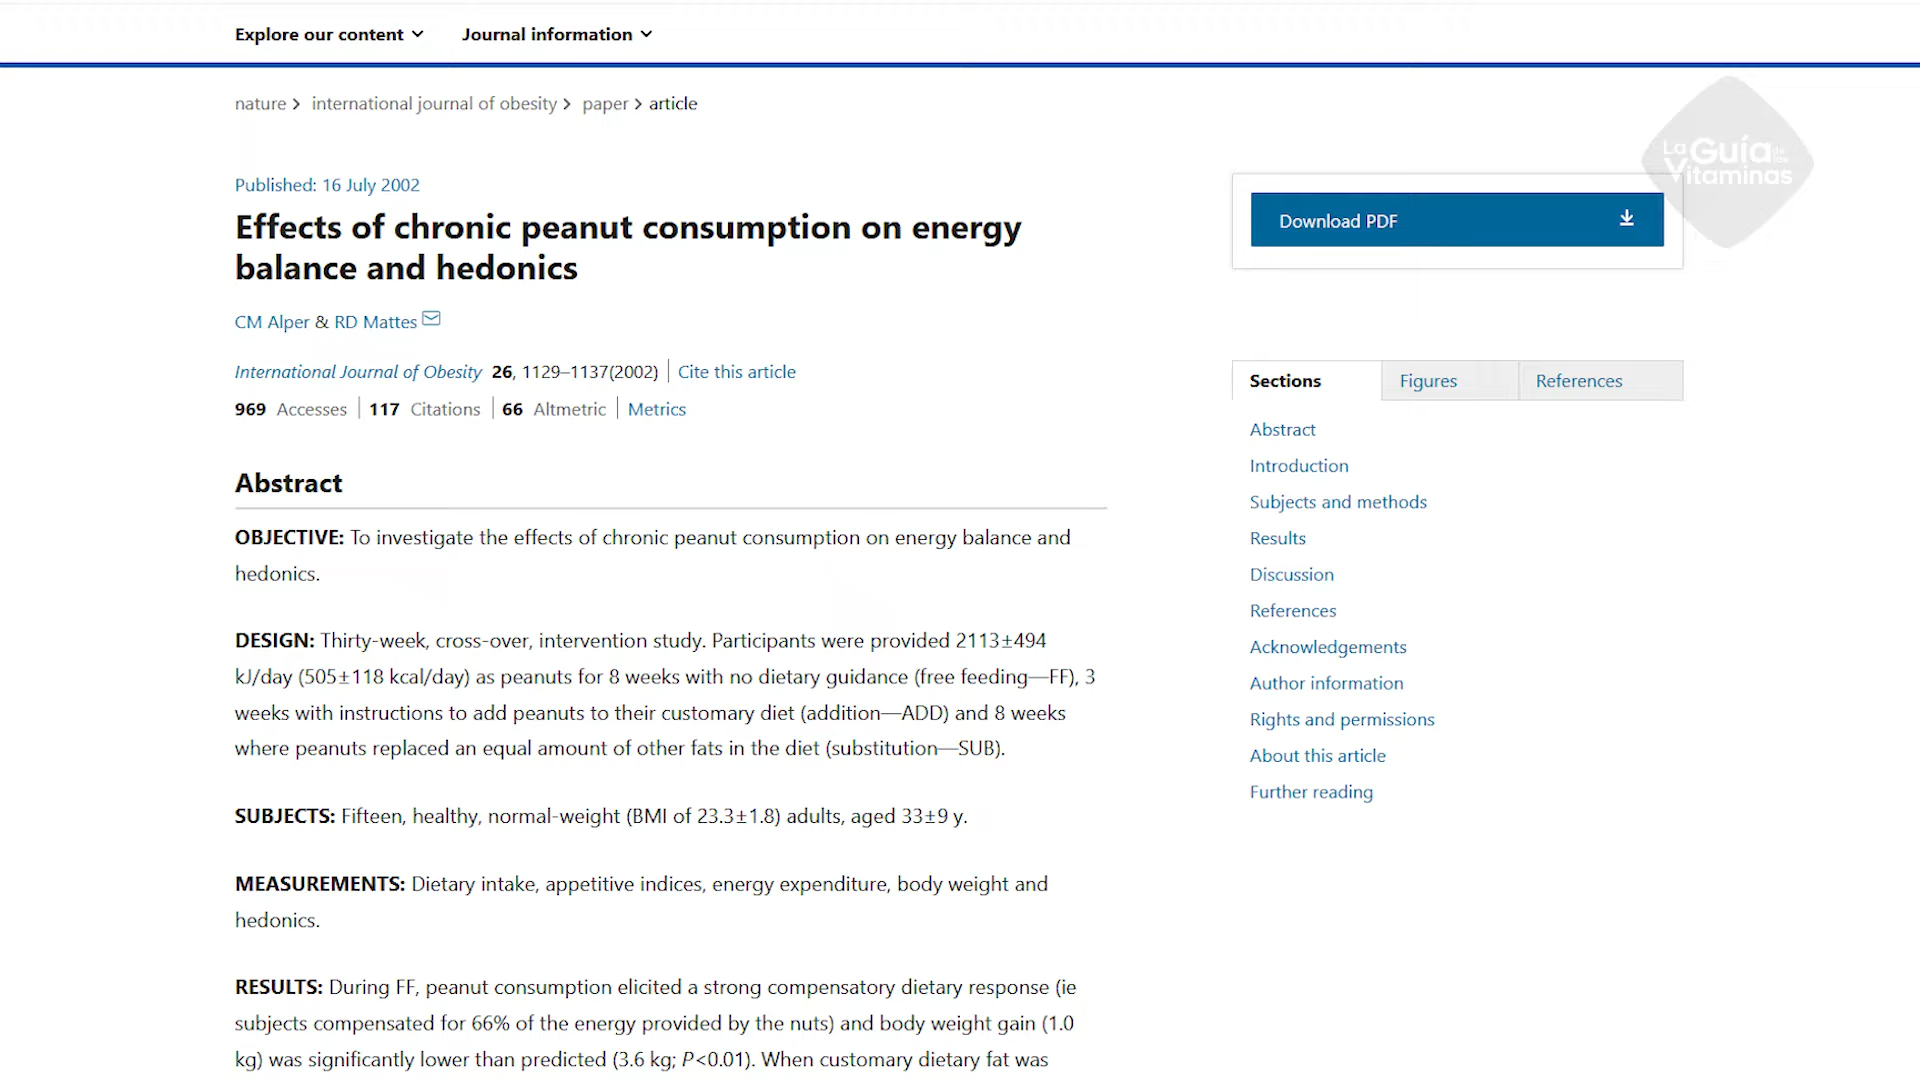 Explore our content
Journal information
nature > international journal of obesity > paper > article
La Guía de las
Vitaminas
Published: 16 July 2002
Effects of chronic peanut consumption on energy
balance and hedonics
CM Alper & RD Mattes
International Journal of Obesity 26, 1129–1137(2002) | Cite this article
969 Accesses | 117 Citations | 66 Altmetric | Metrics
Abstract
OBJECTIVE: To investigate the effects of chronic peanut consumption on energy balance and
hedonics.
DESIGN: Thirty-week, cross-over, intervention study. Participants were provided 2113±494
kJ/day (505±118 kcal/day) as peanuts for 8 weeks with no dietary guidance (free feeding—FF), 3
weeks with instructions to add peanuts to their customary diet (addition—ADD) and 8 weeks
where peanuts replaced an equal amount of other fats in the diet (substitution—SUB).
SUBJECTS: Fifteen, healthy, normal-weight (BMI of 23.3±1.8) adults, aged 33±9 y.
MEASUREMENTS: Dietary intake, appetitive indices, energy expenditure, body weight and
hedonics.
RESULTS: During FF, peanut consumption elicited a strong compensatory dietary response (ie
subjects compensated for 66% of the energy provided by the nuts) and body weight gain (1.0
kg) was significantly lower than predicted (3.6 kg; P<0.01). When customary dietary fat was
Download PDF
Sections
Figures
References
Abstract
Introduction
Subjects and methods
Results
Discussion
References
Acknowledgements
Author information
Rights and permissions
About this article
Further reading